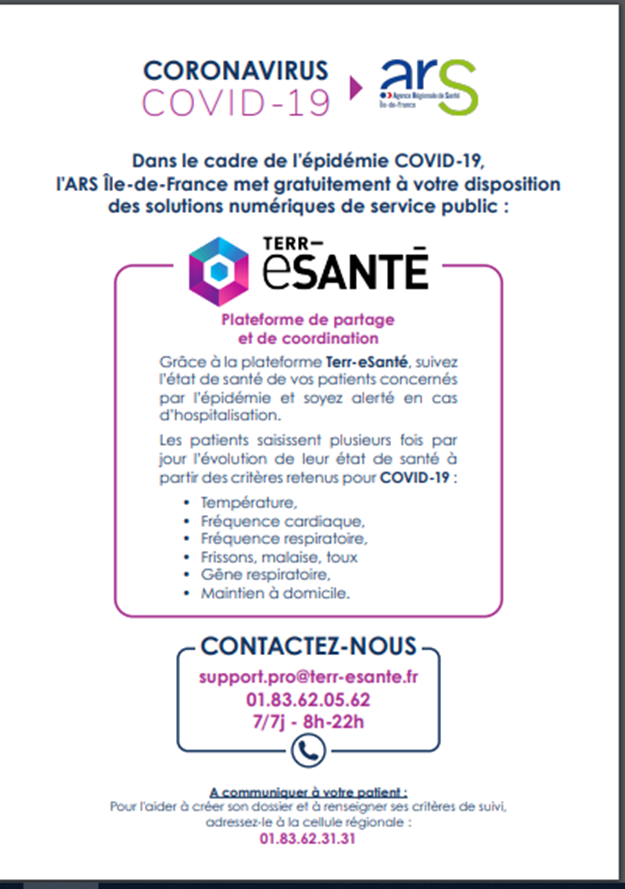 CORONAVIRUS
COVID-19
ars
Agence Régionale de Santé
Île-de-France
Dans le cadre de l'épidémie COVID-19,
l'ARS Île-de-France met gratuitement à votre disposition
des solutions numériques de service public :
TERR–
eSANTÉ
Plateforme de partage
et de coordination
Grâce à la plateforme Terr-eSanté, suivez
l'état de santé de vos patients concernés
par l'épidémie et soyez alerté en cas
d'hospitalisation.
Les patients saisissent plusieurs fois par
jour l'évolution de leur état de santé à
partir des critères retenus pour COVID-19 :
• Température,
• Fréquence cardiaque,
• Fréquence respiratoire,
• Frissons, malaise, toux
• Gêne respiratoire,
• Maintien à domicile.
CONTACTEZ-NOUS
support.pro@terr-esante.fr
01.83.62.05.62
7/7j - 8h-22h
A communiquer à votre patient :
Pour l'aider à créer son dossier et à renseigner ses critères de suivi,
adressez-le à la cellule régionale :
01.83.62.31.31